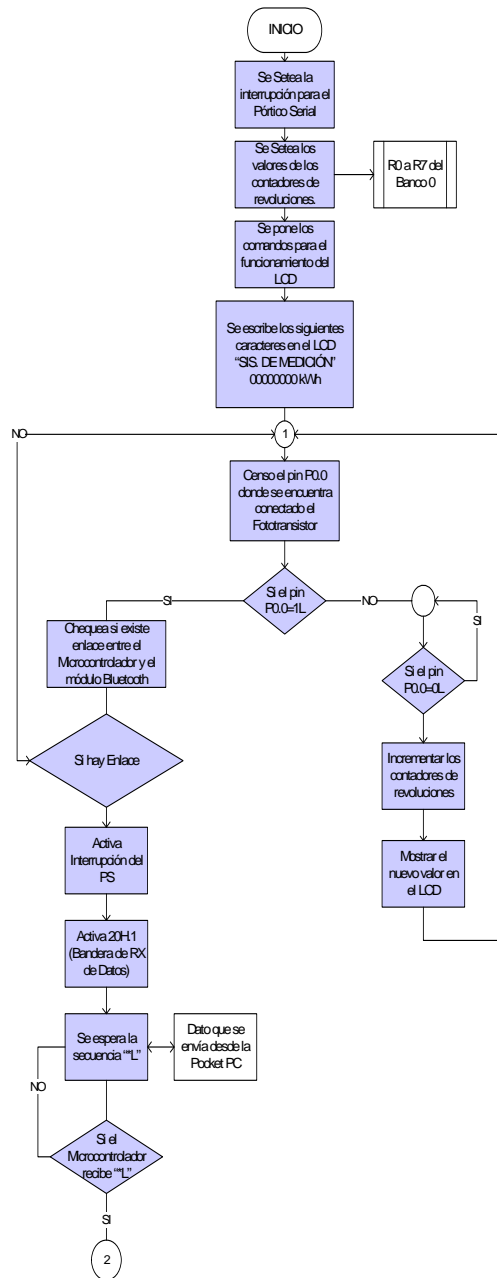 INICIO
Se Setea la
interrupción para el
Pórtico Serial
Se Setea los
valores de los
contadores de
revoluciones.
R0 a R7 del
Banco 0
Se pone los
comandos para el
funcionamiento del
LCD
Se escribe los siguientes
caracteres en el LCD
“SIS. DE MEDICIÓN”
00000000 kWh
NO
1
Censo el pin P0.0
donde se encuentra
conectado el
Fototransistor
Si el pin
P0.0=1L
SI
NO
SI
Chequea si existe
enlace entre el
Microcontrolador y el
módulo Bluetooth
Si el pin
P0.0=0L
Si hay Enlace
Incrementar los
contadores de
revoluciones
Activa
Interrupción del
PS
Mostrar el
nuevo valor en
el LCD
Activa 20H.1
(Bandera de RX
de Datos)
Se espera la
secuencia “*L”
Dato que se
envía desde la
Pocket PC
NO
Si el
Microcontrolador
recibe “*L”
SI
2